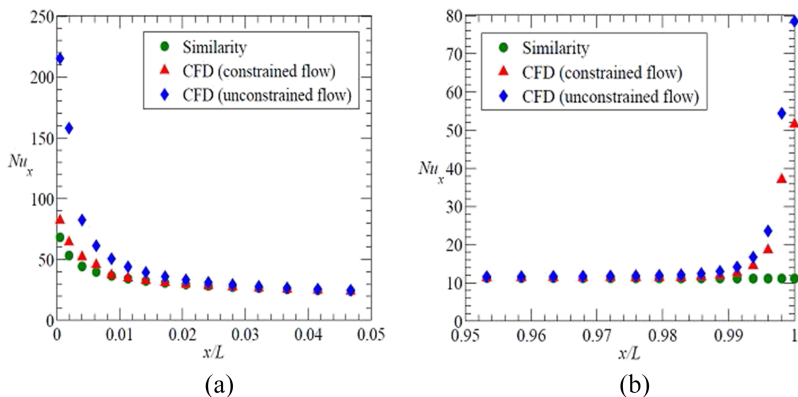 250
200
150
100
50
0
Nu x
0 0.01 0.02 0.03 0.04 0.05
x/L
Similarity
CFD (constrained flow)
CFD (unconstrained flow)
(a)
80
70
60
50
40
30
20
10
0
Nu x
0.95 0.96 0.97 0.98 0.99 1
x/L
Similarity
CFD (constrained flow)
CFD (unconstrained flow)
(b)